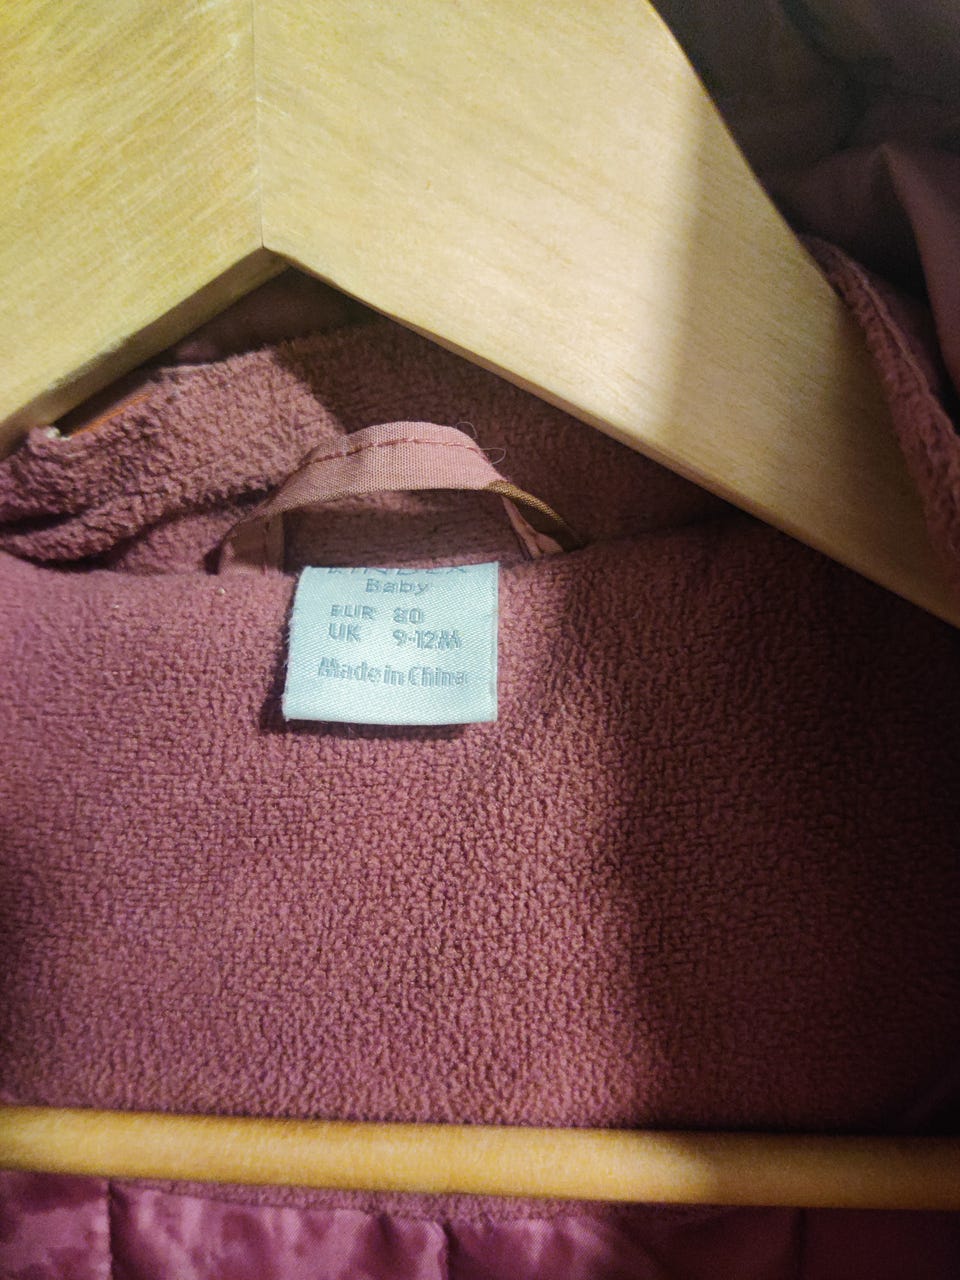 Baby
EUR 80
UK 9-12M
Made in China